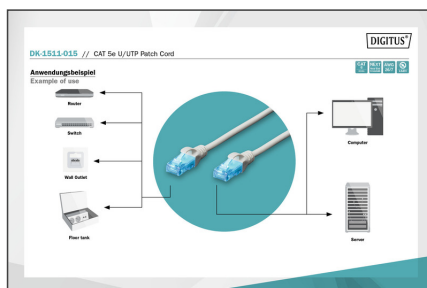 DIGITUS®
DK-1511-015 // CAT 5e U/UTP Patch Cord
Anwendungsbeispiel
Example of use
Router
Switch
Wall Outlet
Floor tank
Computer
Server